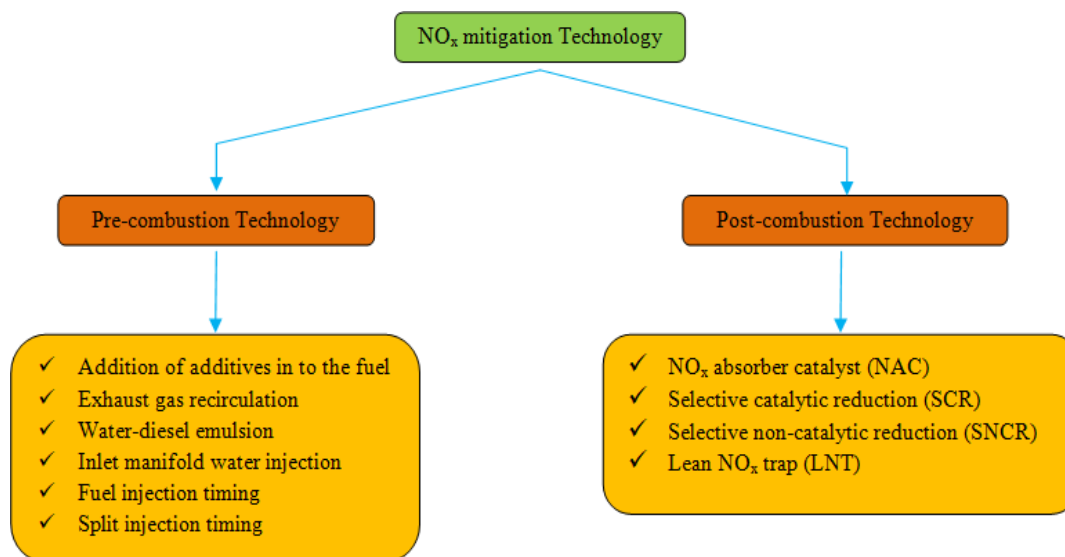 NOₓ mitigation Technology
Pre-combustion Technology
Post-combustion Technology
✓ Addition of additives in to the fuel
✓ Exhaust gas recirculation
✓ Water-diesel emulsion
✓ Inlet manifold water injection
✓ Fuel injection timing
✓ Split injection timing
✓ NOₓ absorber catalyst (NAC)
✓ Selective catalytic reduction (SCR)
✓ Selective non-catalytic reduction (SNCR)
✓ Lean NOₓ trap (LNT)